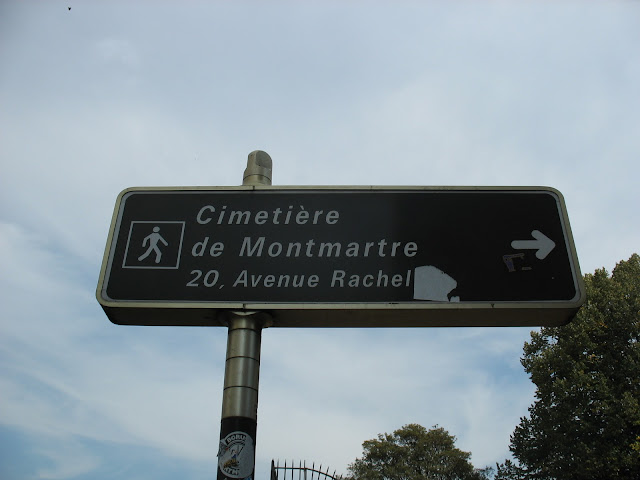 Cimetière
de Montmartre
20, Avenue Rachel